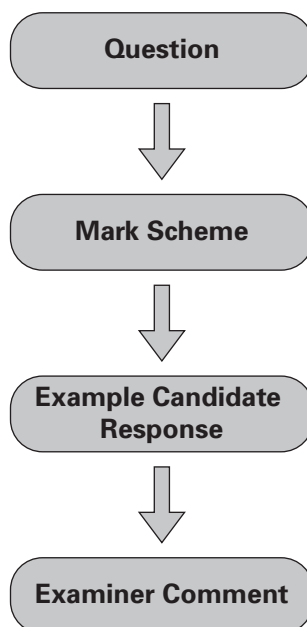 Question
Mark Scheme
Example Candidate
Response
Examiner Comment